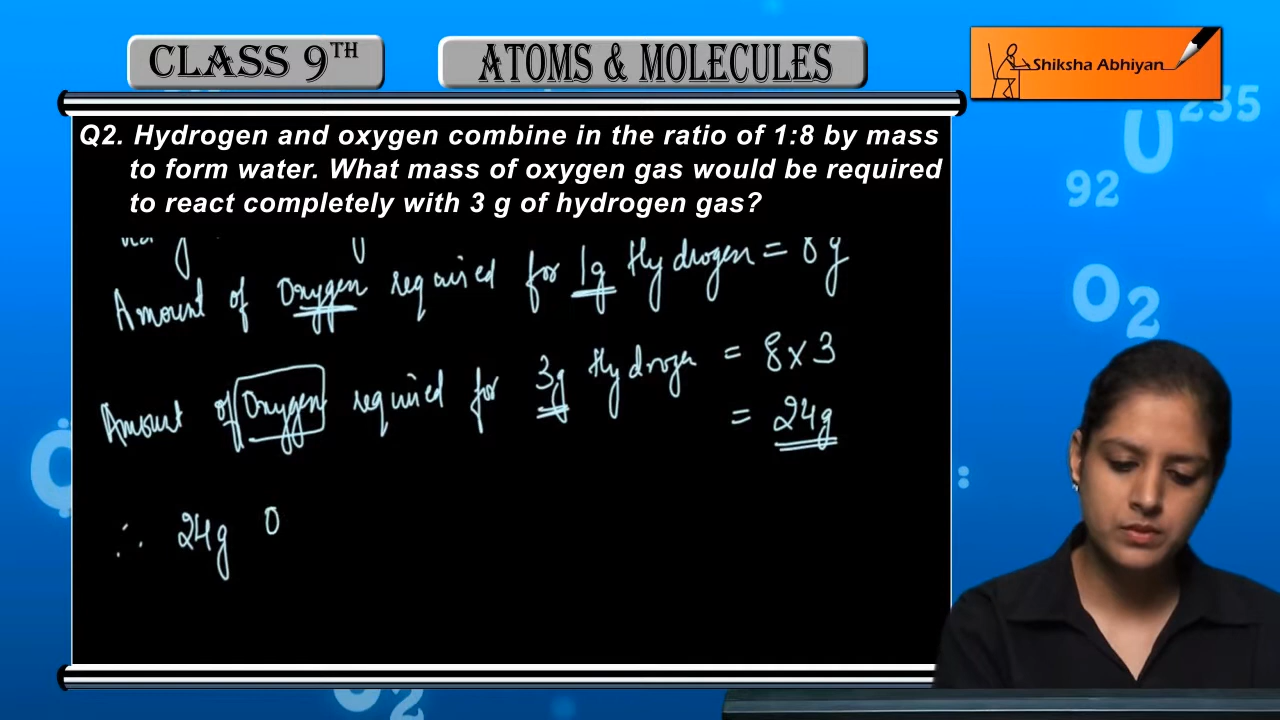 CLASS 9TH
ATOMS & MOLECULES
Shiksha Abhiyan
Q2. Hydrogen and oxygen combine in the ratio of 1:8 by mass
to form water. What mass of oxygen gas would be required
to react completely with 3 g of hydrogen gas?
Amount of Oxygen required for 1g Hydrogen = 8g
Amount of Oxygen required for 3g Hydrogen = 8 x 3
= 24g
∴ 24g O
U 235
92
O2
O2